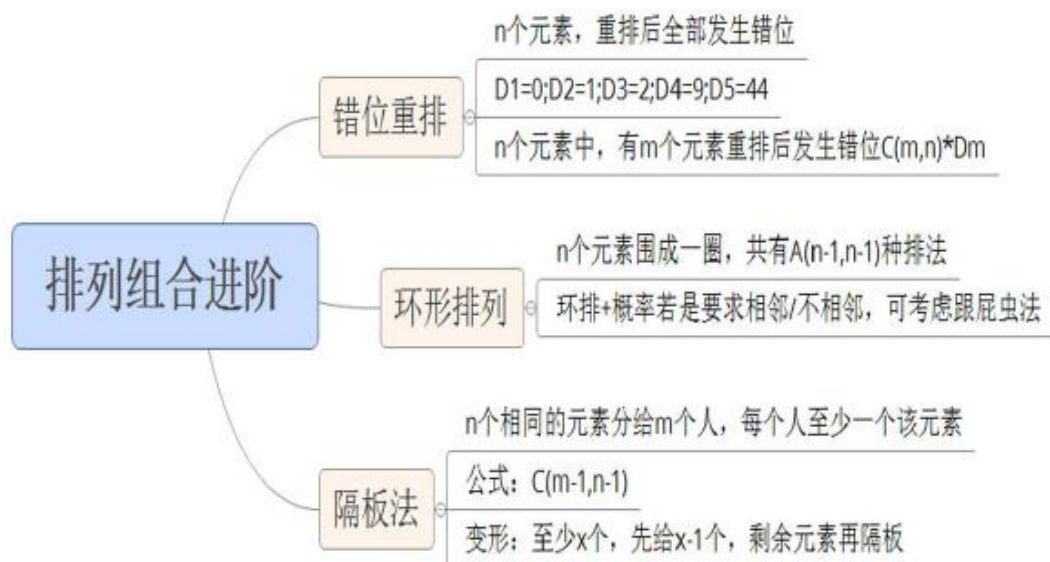 排列组合进阶
错位重排
n个元素，重排后全部发生错位
D1=0;D2=1;D3=2;D4=9;D5=44
n个元素中，有m个元素重排后发生错位C(m,n)*Dm
环形排列
n个元素围成一圈，共有A(n-1,n-1)种排法
环排+概率若是要求相邻/不相邻，可考虑跟屁虫法
隔板法
n个相同的元素分给m个人，每个人至少一个该元素
公式：C(m-1,n-1)
变形：至少x个，先给x-1个，剩余元素再隔板